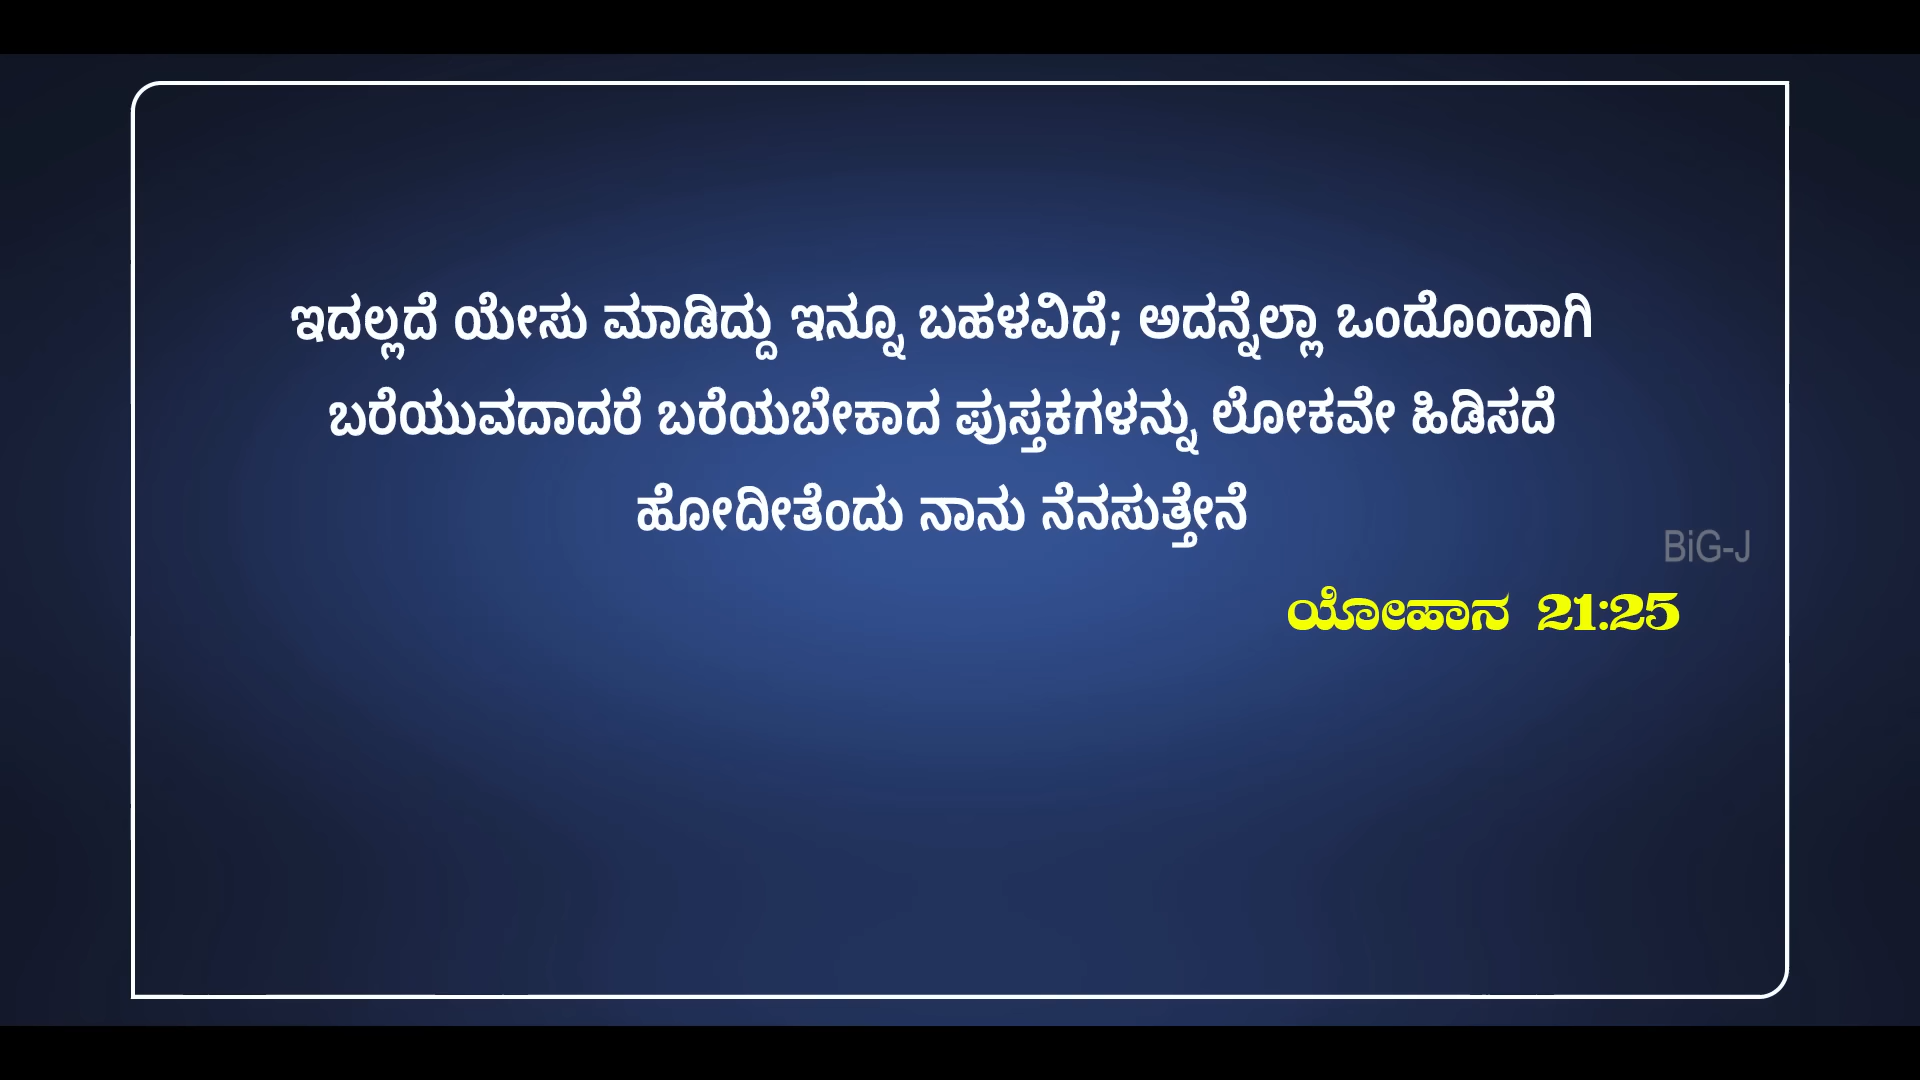 ಇದಲ್ಲದೆ ಯೇಸು ಮಾಡಿದ್ದು ಇನ್ನೂ ಬಹಳವಿದೆ; ಅದನ್ನೆಲ್ಲಾ ಒಂದೊಂದಾಗಿ
ಬರೆಯುವದಾದರೆ ಬರೆಯಬೇಕಾದ ಪುಸ್ತಕಗಳನ್ನು ಲೋಕವೇ ಹಿಡಿಸದೆ
ಹೋದೀತೆಂದು ನಾನು ನೆನಸುತ್ತೇನೆ
BiG-J
ಯೋಹಾನ 21:25